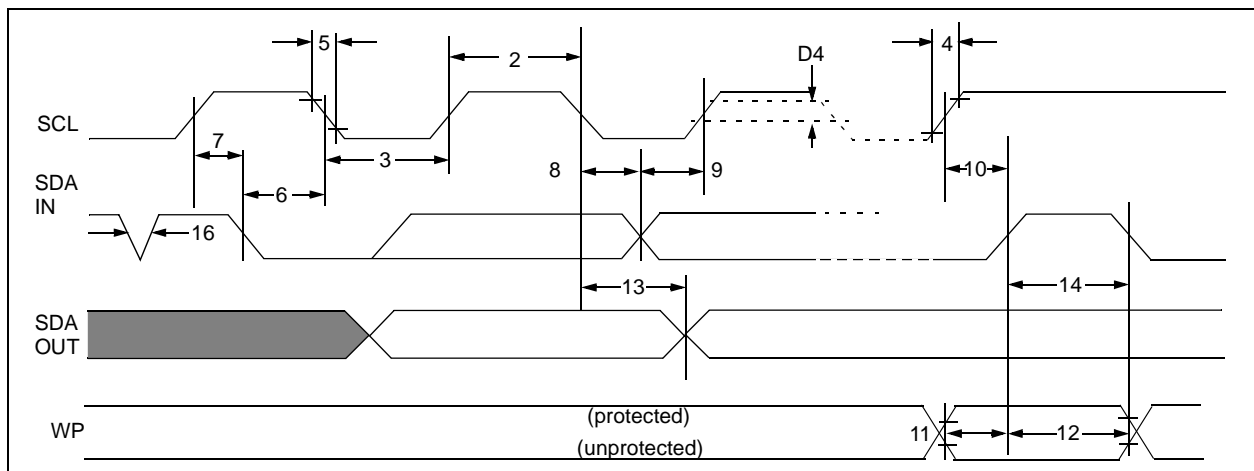 5
2
D4
4
SCL
7
3
8
9
10
SDA
IN
6
16
13
14
SDA
OUT
WP
(protected)
(unprotected)
11
12